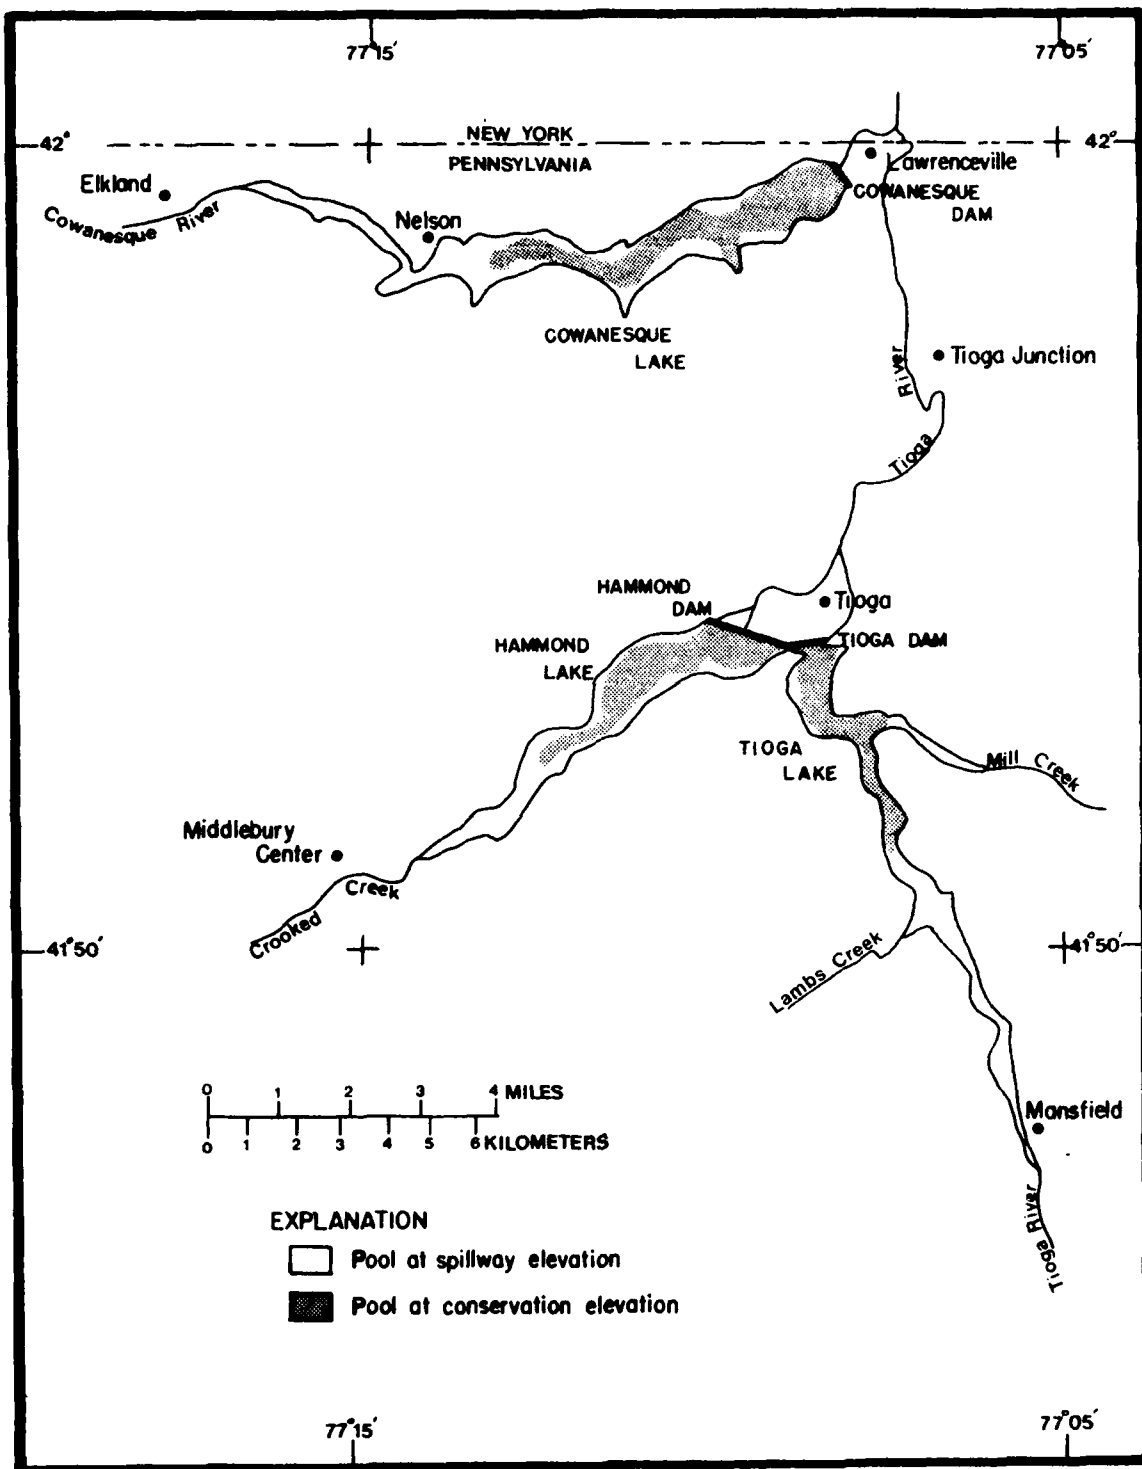 77°15′
77°05′
42°
NEW YORK
PENNSYLVANIA
42°
Lawrenceville
Elkland
COWANESQUE
DAM
Cowanesque River
Nelson
COWANESQUE
LAKE
Tioga Junction
River
Tioga
HAMMOND
DAM
Tioga
TIOGA DAM
HAMMOND
LAKE
TIOGA
LAKE
Mill Creek
Middlebury
Center
Crooked Creek
41°50′
41°50′
Lambs Creek
0 1 2 3 4 MILES
0 1 2 3 4 5 6 KILOMETERS
Mansfield
Tioga River
EXPLANATION
Pool at spillway elevation
Pool at conservation elevation
77°15′
77°05′